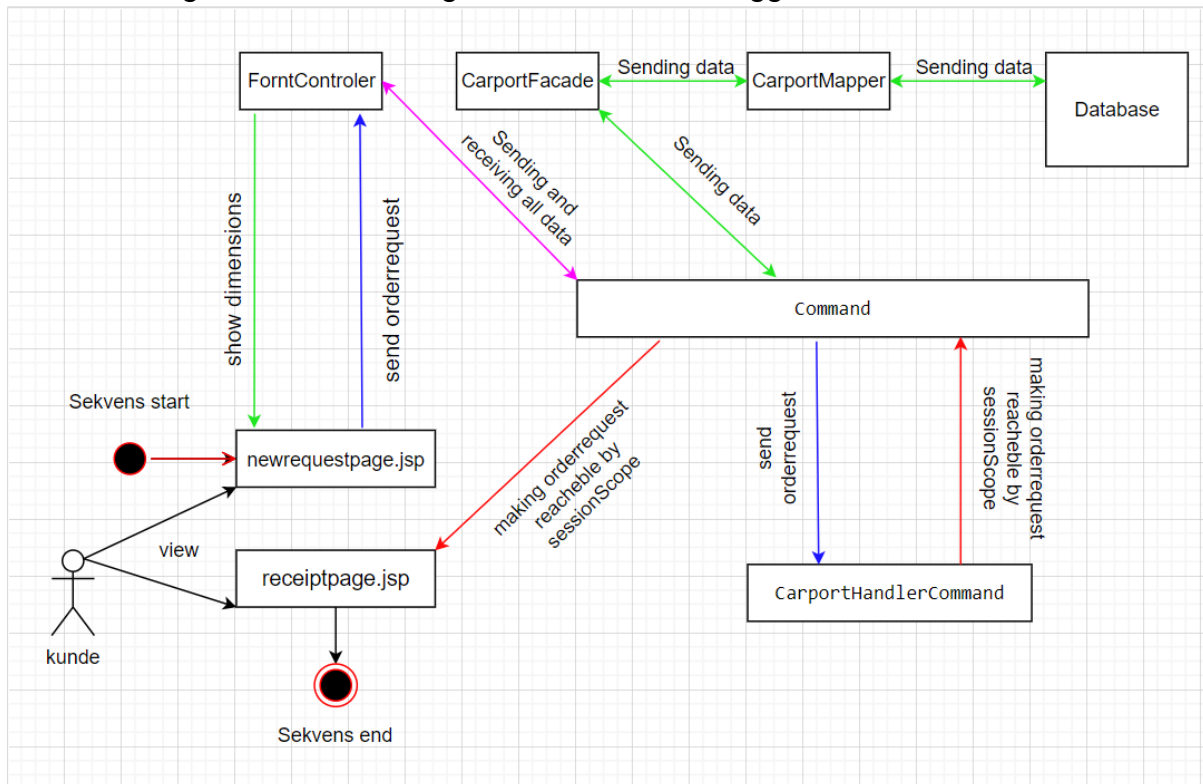 ForntControler
CarportFacade
Sending data
CarportMapper
Sending data
Database
show dimensions
send orderrequest
Sending and
receiving all data
Sending data
Command
Sekvens start
newrequestpage.jsp
making orderrequest
reacheble by
sessionScope
send
orderrequest
making orderrequest
reacheble by
sessionScope
view
receiptpage.jsp
CarportHandlerCommand
kunde
Sekvens end